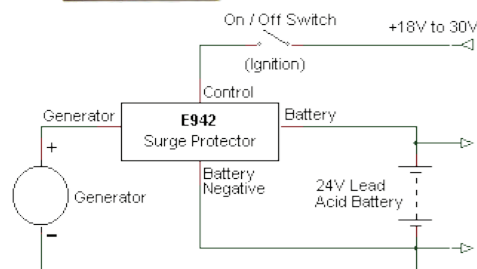 On / Off Switch
+18V to 30V
(Ignition)
Control
Generator
E942
Battery
Surge Protector
+
Battery
Negative
Generator
24V Lead
Acid Battery
-